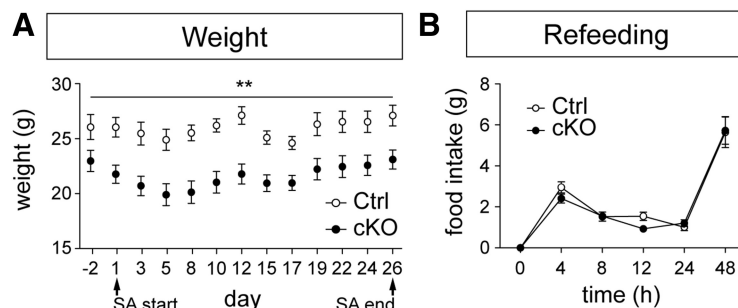 A
Weight
30
25
20
15
weight (g)
**
Ctrl
cKO
-2 1 3 5 8 10 12 15 17 19 22 24 26
SA start
day
SA end
B
Refeeding
8
6
4
2
0
food intake (g)
Ctrl
cKO
0 4 8 12 24 48
time (h)